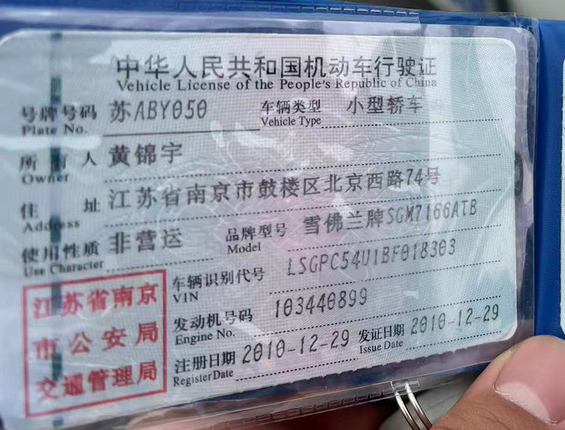 中华人民共和国机动车行驶证
Vehicle License of the People's Republic of China
号牌号码 苏ABY050 车辆类型 小型轿车
Plate No. Vehicle Type
所有人 黄锦宇
Owner
住址 江苏省南京市鼓楼区北京西路74号
使用性质 非营运 品牌型号 雪佛兰牌SGM7166ATB
Use Character Model
车辆识别代号 LSGPC54U1BF018303
VIN
发动机号码 103440899
Engine No.
注册日期 2010-12-29 发证日期 2010-12-29
Register Date Issue Date
江苏省南京
市公安局
交通管理局